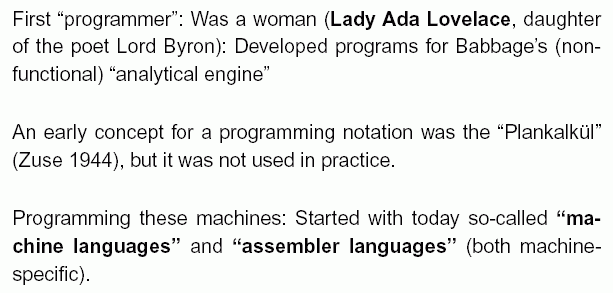 First “programmer”: Was a woman (Lady Ada Lovelace, daughter
of the poet Lord Byron): Developed programs for Babbage’s (non-
functional) “analytical engine”
An early concept for a programming notation was the “Plankalkül”
(Zuse 1944), but it was not used in practice.
Programming these machines: Started with today so-called “ma-
chine languages” and “assembler languages” (both machine-
specific).